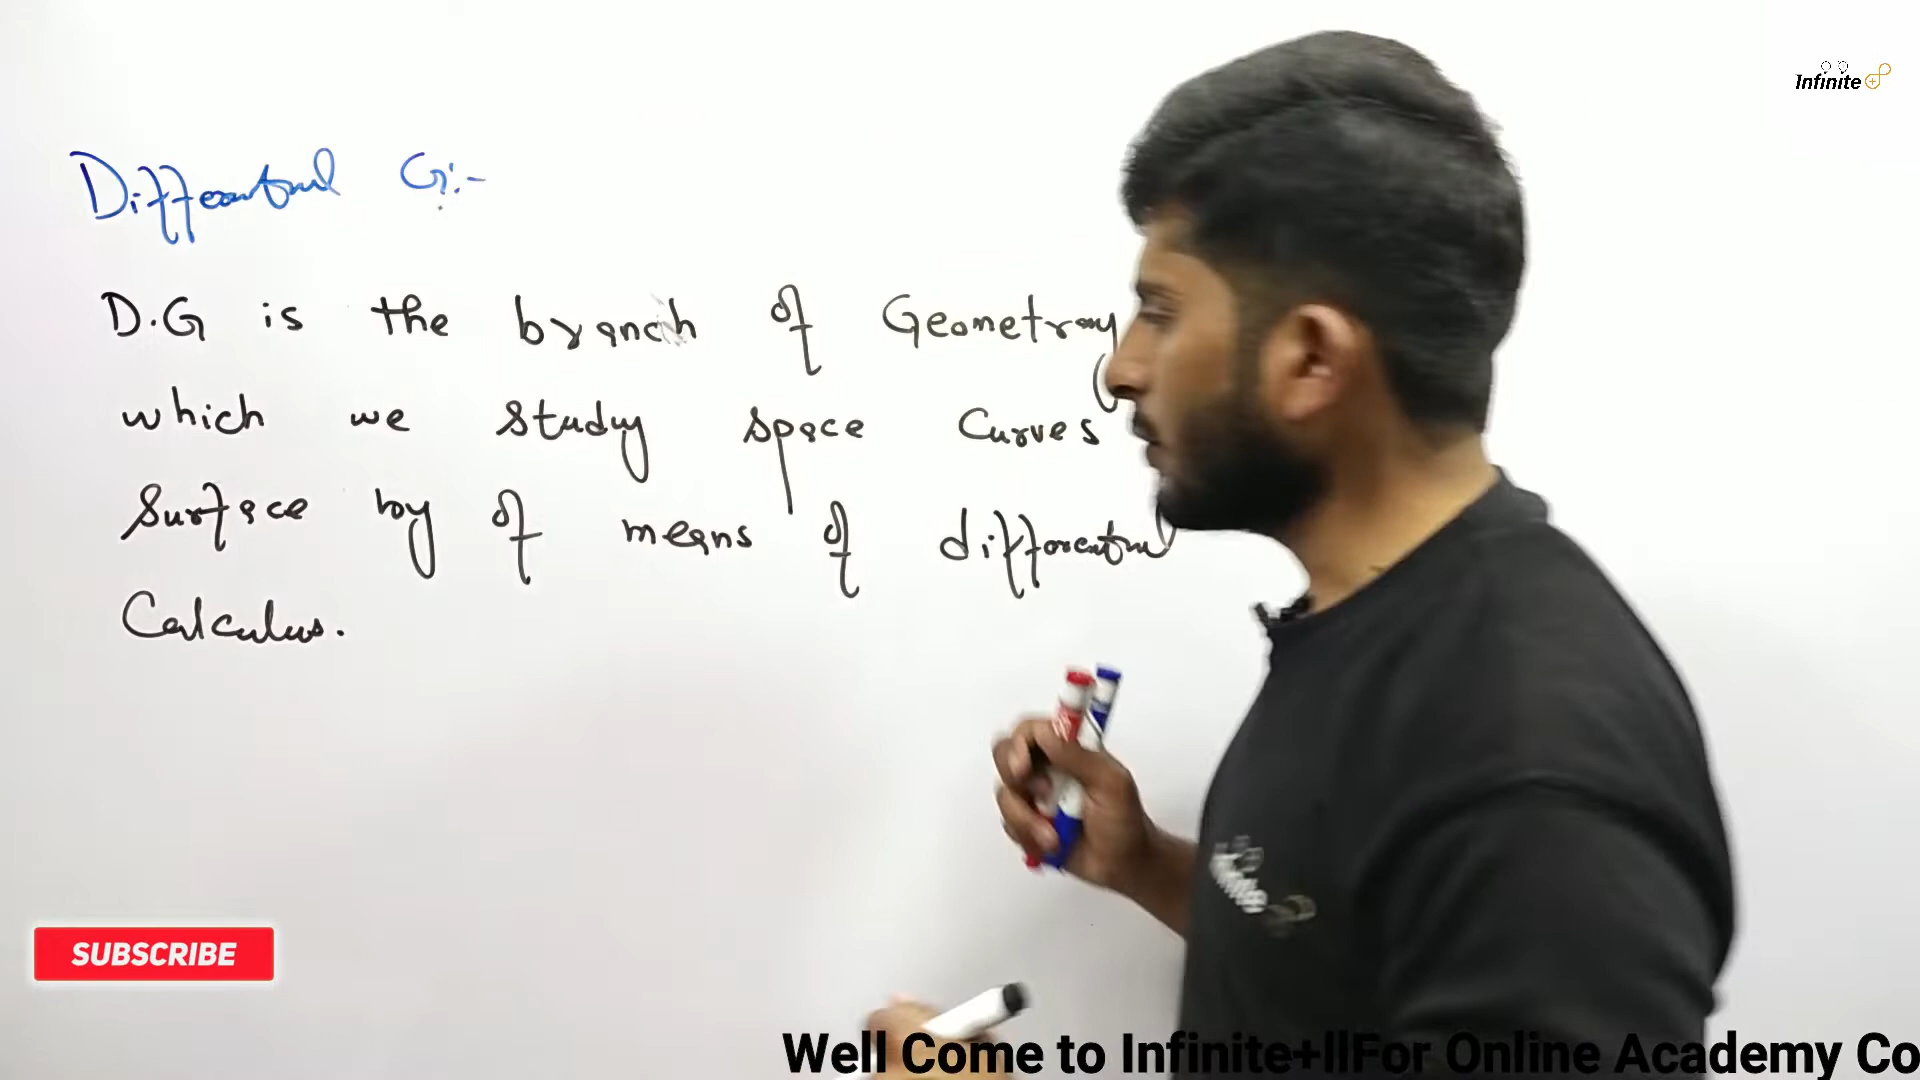 Infinite
Differential G:-
D.G is the branch of Geometry
which we study space Curves
Surface by of means of differential
Calculus.
SUBSCRIBE
Well Come to Infinite+llFor Online Academy Co